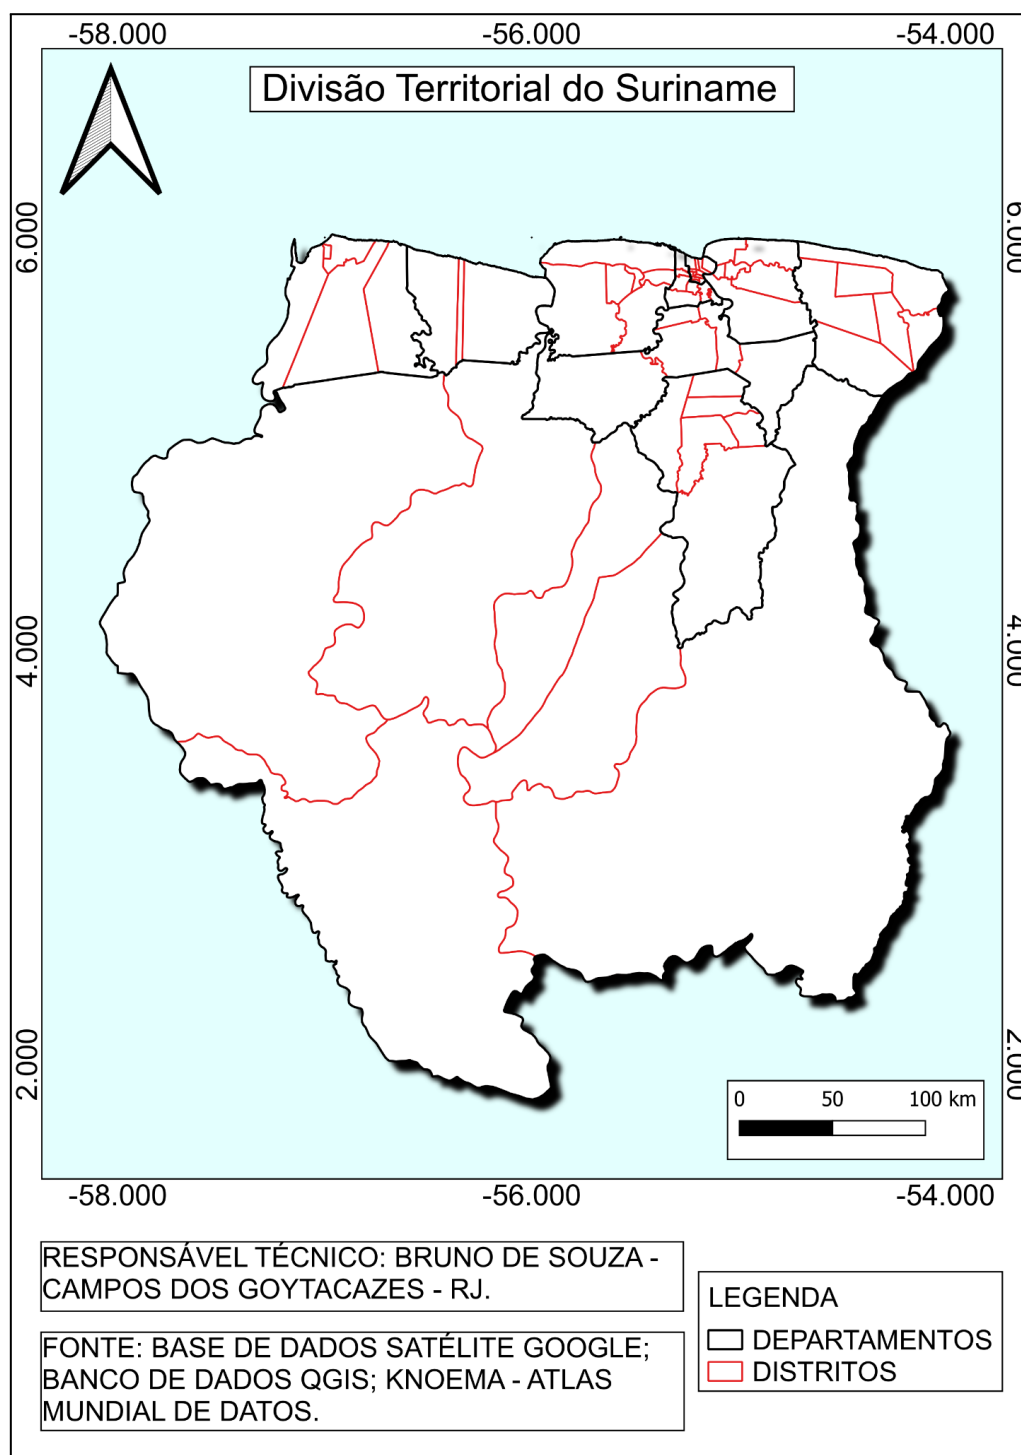 -58.000 -56.000 -54.000
Divisão Territorial do Suriname
6.000 6.000
4.000 4.000
2.000 2.000
0 50 100 km
-58.000 -56.000 -54.000
RESPONSÁVEL TÉCNICO: BRUNO DE SOUZA -
CAMPOS DOS GOYTACAZES - RJ.
FONTE: BASE DE DADOS SATÉLITE GOOGLE;
BANCO DE DADOS QGIS; KNOEMA - ATLAS
MUNDIAL DE DATOS.
LEGENDA
DEPARTAMENTOS
DISTRITOS